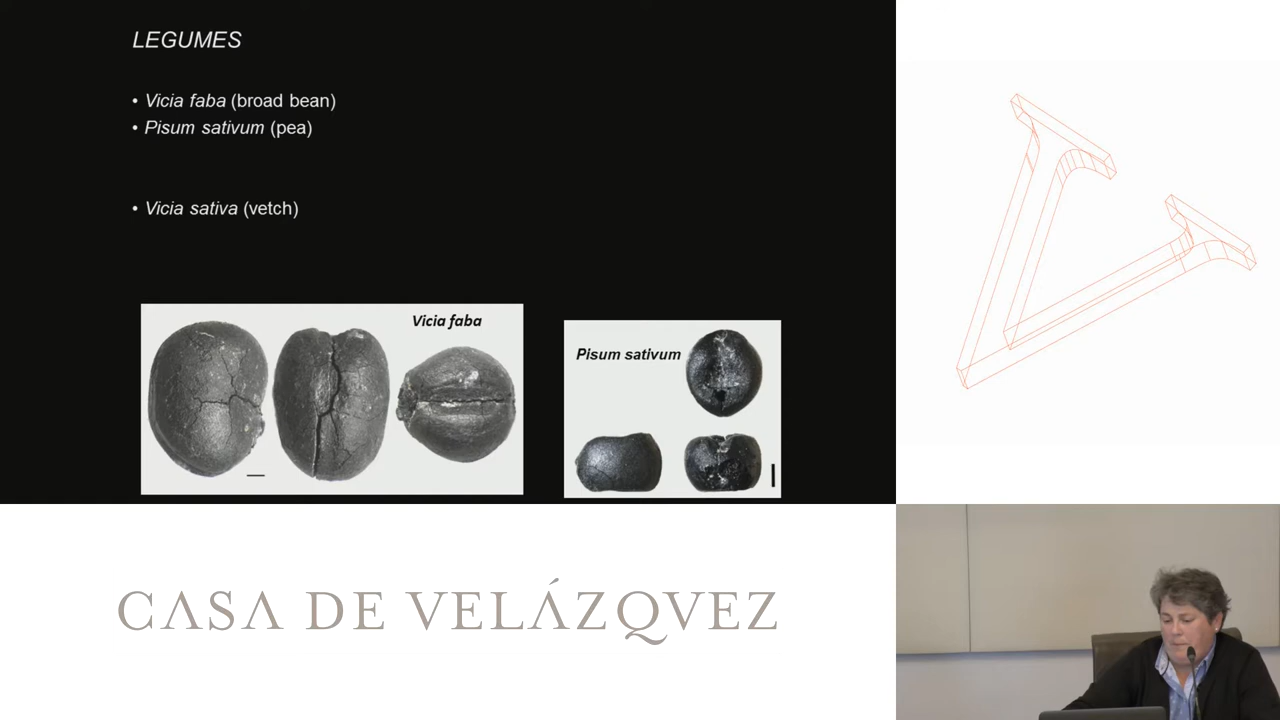 LEGUMES
• Vicia faba (broad bean)
• Pisum sativum (pea)
• Vicia sativa (vetch)
Vicia faba
Pisum sativum
CASA DE VELÁZQVEZ